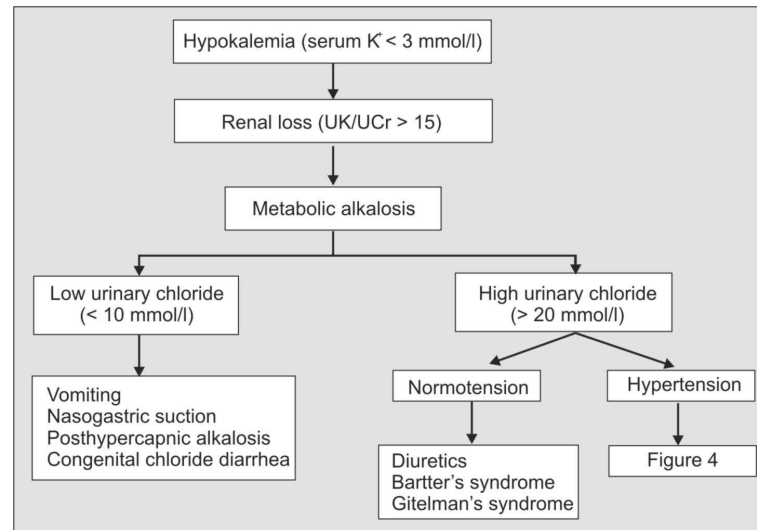 Hypokalemia (serum K⁺ < 3 mmol/l)
Renal loss (UK/UCr > 15)
Metabolic alkalosis
Low urinary chloride
(< 10 mmol/l)
High urinary chloride
(> 20 mmol/l)
Vomiting
Nasogastric suction
Posthypercapnic alkalosis
Congenital chloride diarrhea
Normotension
Hypertension
Diuretics
Bartter's syndrome
Gitelman's syndrome
Figure 4